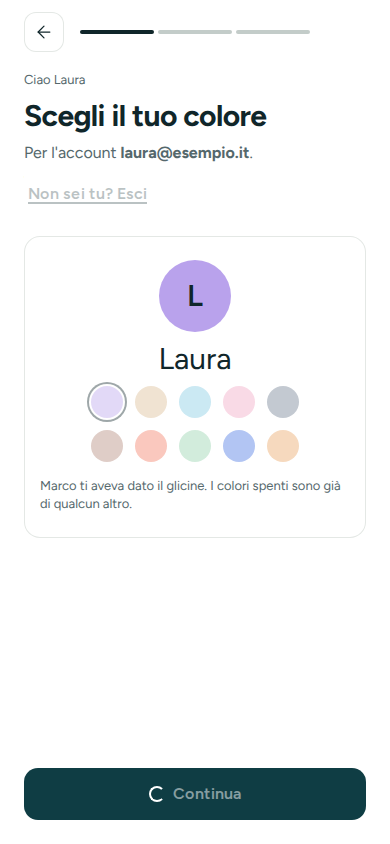 Ciao Laura
Scegli il tuo colore
Per l'account laura@esempio.it.
Non sei tu? Esci
L
Laura
Marco ti aveva dato il glicine. I colori spenti sono già
di qualcun altro.
Continua